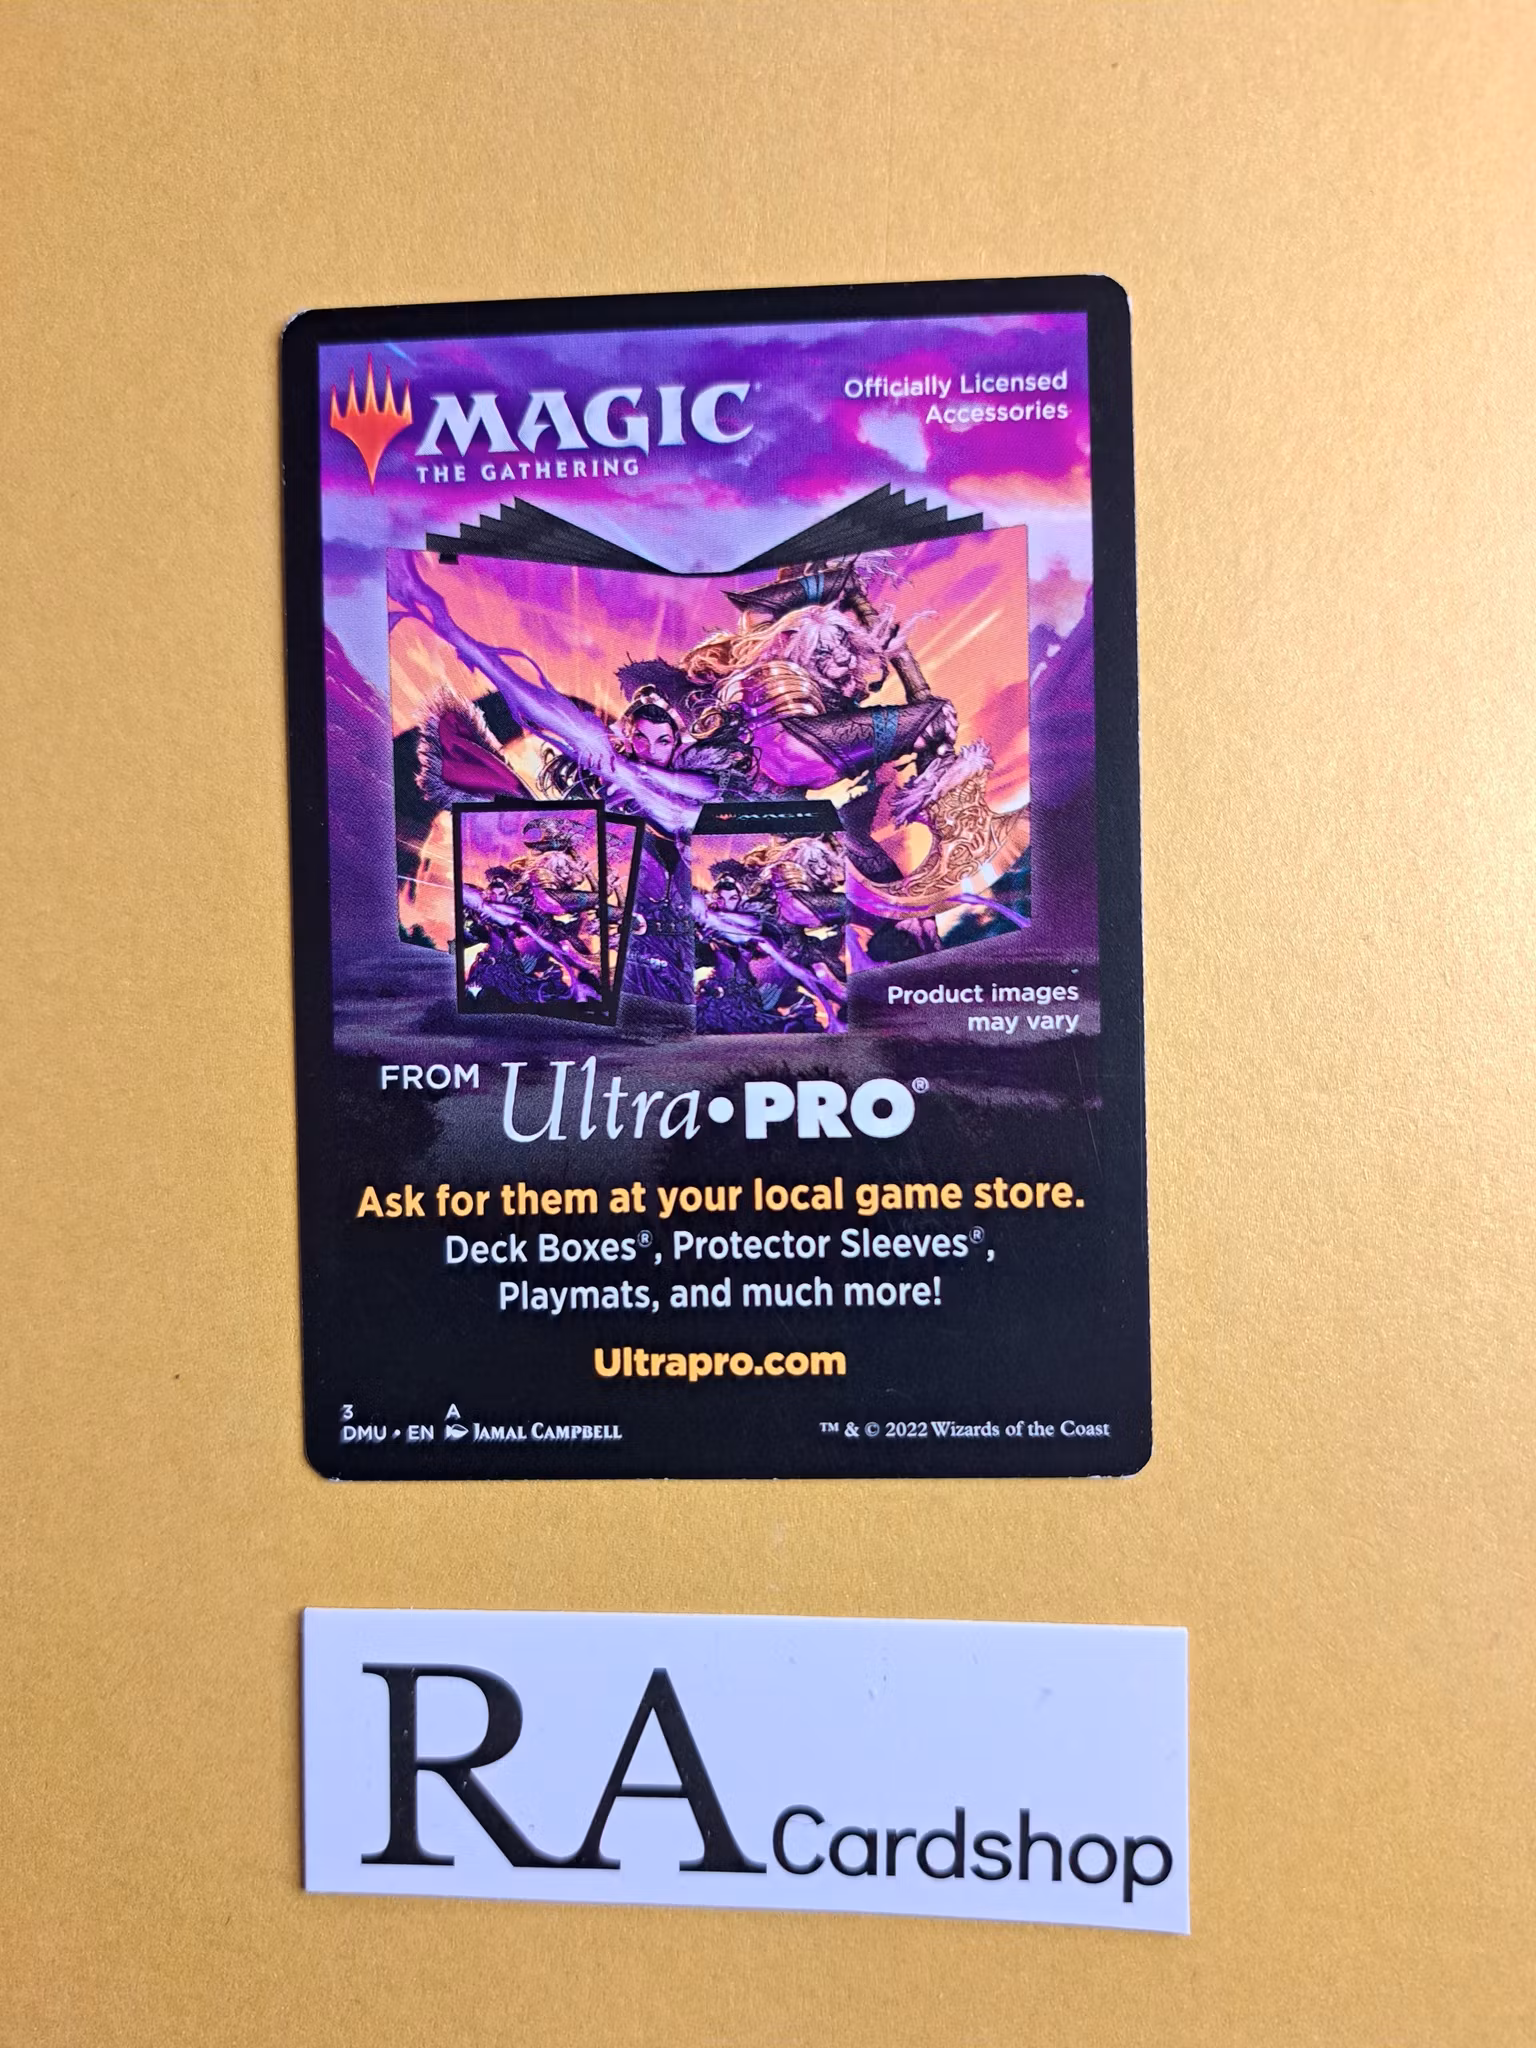 MAGIC
THE GATHERING
Officially Licensed
Accessories
MAGIC
Product images
may vary
FROM Ultra•PRO®
Ask for them at your local game store.
Deck Boxes®, Protector Sleeves®,
Playmats, and much more!
Ultrapro.com
3 A
DMU • EN JAMAL CAMPBELL
™ & © 2022 Wizards of the Coast
RA Cardshop